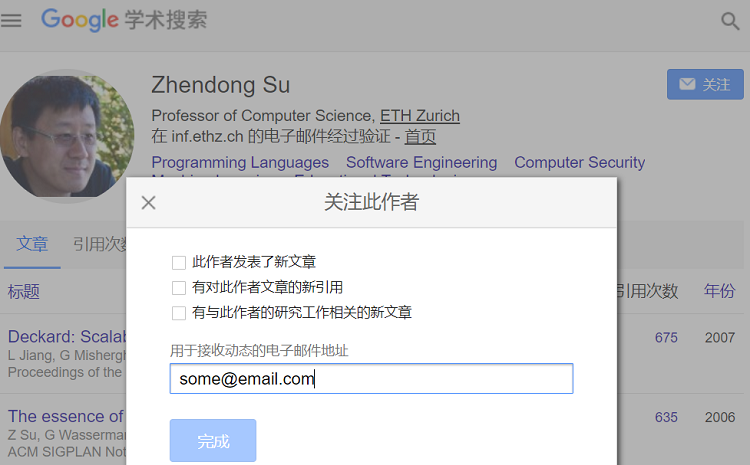 Google 学术搜索
Zhendong Su
关注
Professor of Computer Science, ETH Zurich
在 inf.ethz.ch 的电子邮件经过验证 - 首页
Programming Languages Software Engineering Computer Security
关注此作者
文章 引用次数
此作者发表了新文章
有对此作者文章的新引用
有与此作者的研究工作相关的新文章
标题 引用次数 年份
用于接收动态的电子邮件地址
some@email.com
Deckard: Scalab 675 2007
L Jiang, G Mishergh
Proceedings of the
The essence of 635 2006
Z Su, G Wasserman
ACM SIGPLAN Not
完成